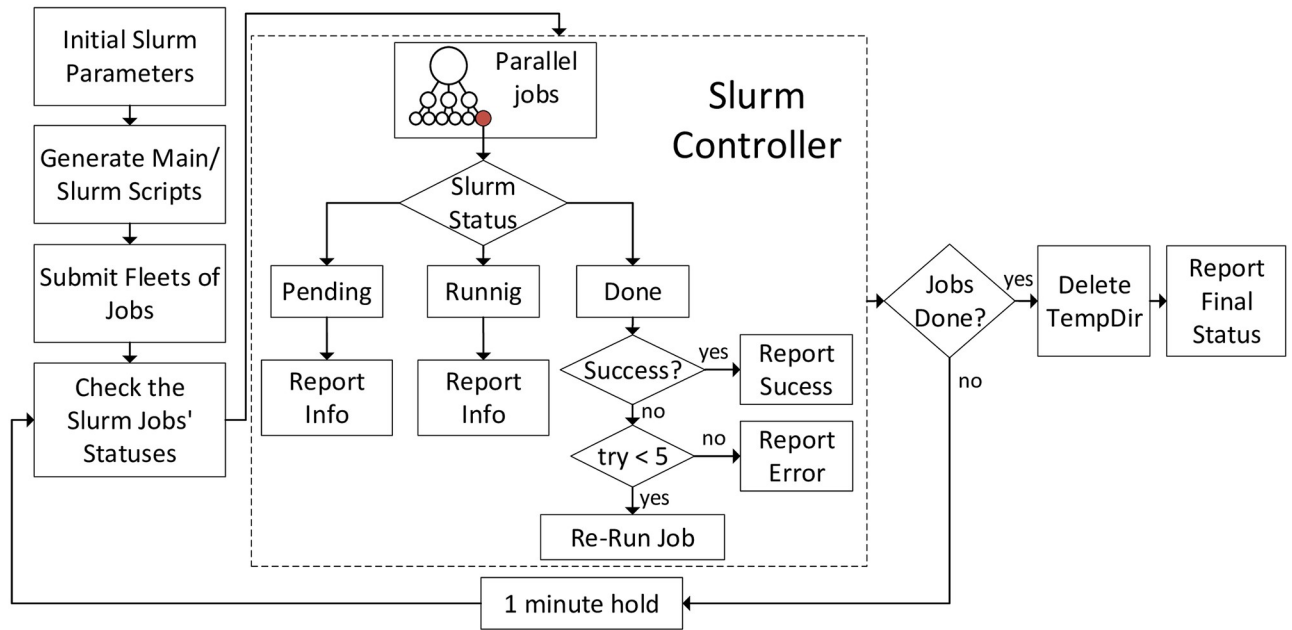 Initial Slurm
Parameters
Generate Main/
Slurm Scripts
Submit Fleets of
Jobs
Check the
Slurm Jobs'
Statuses
Parallel
jobs
Slurm
Controller
Slurm
Status
Pending
Runnig
Done
Report
Info
Report
Info
Success?
yes
Report
Sucess
no
try < 5
no
Report
Error
yes
Re-Run Job
Jobs
Done?
yes
Delete
TempDir
Report
Final
Status
no
1 minute hold